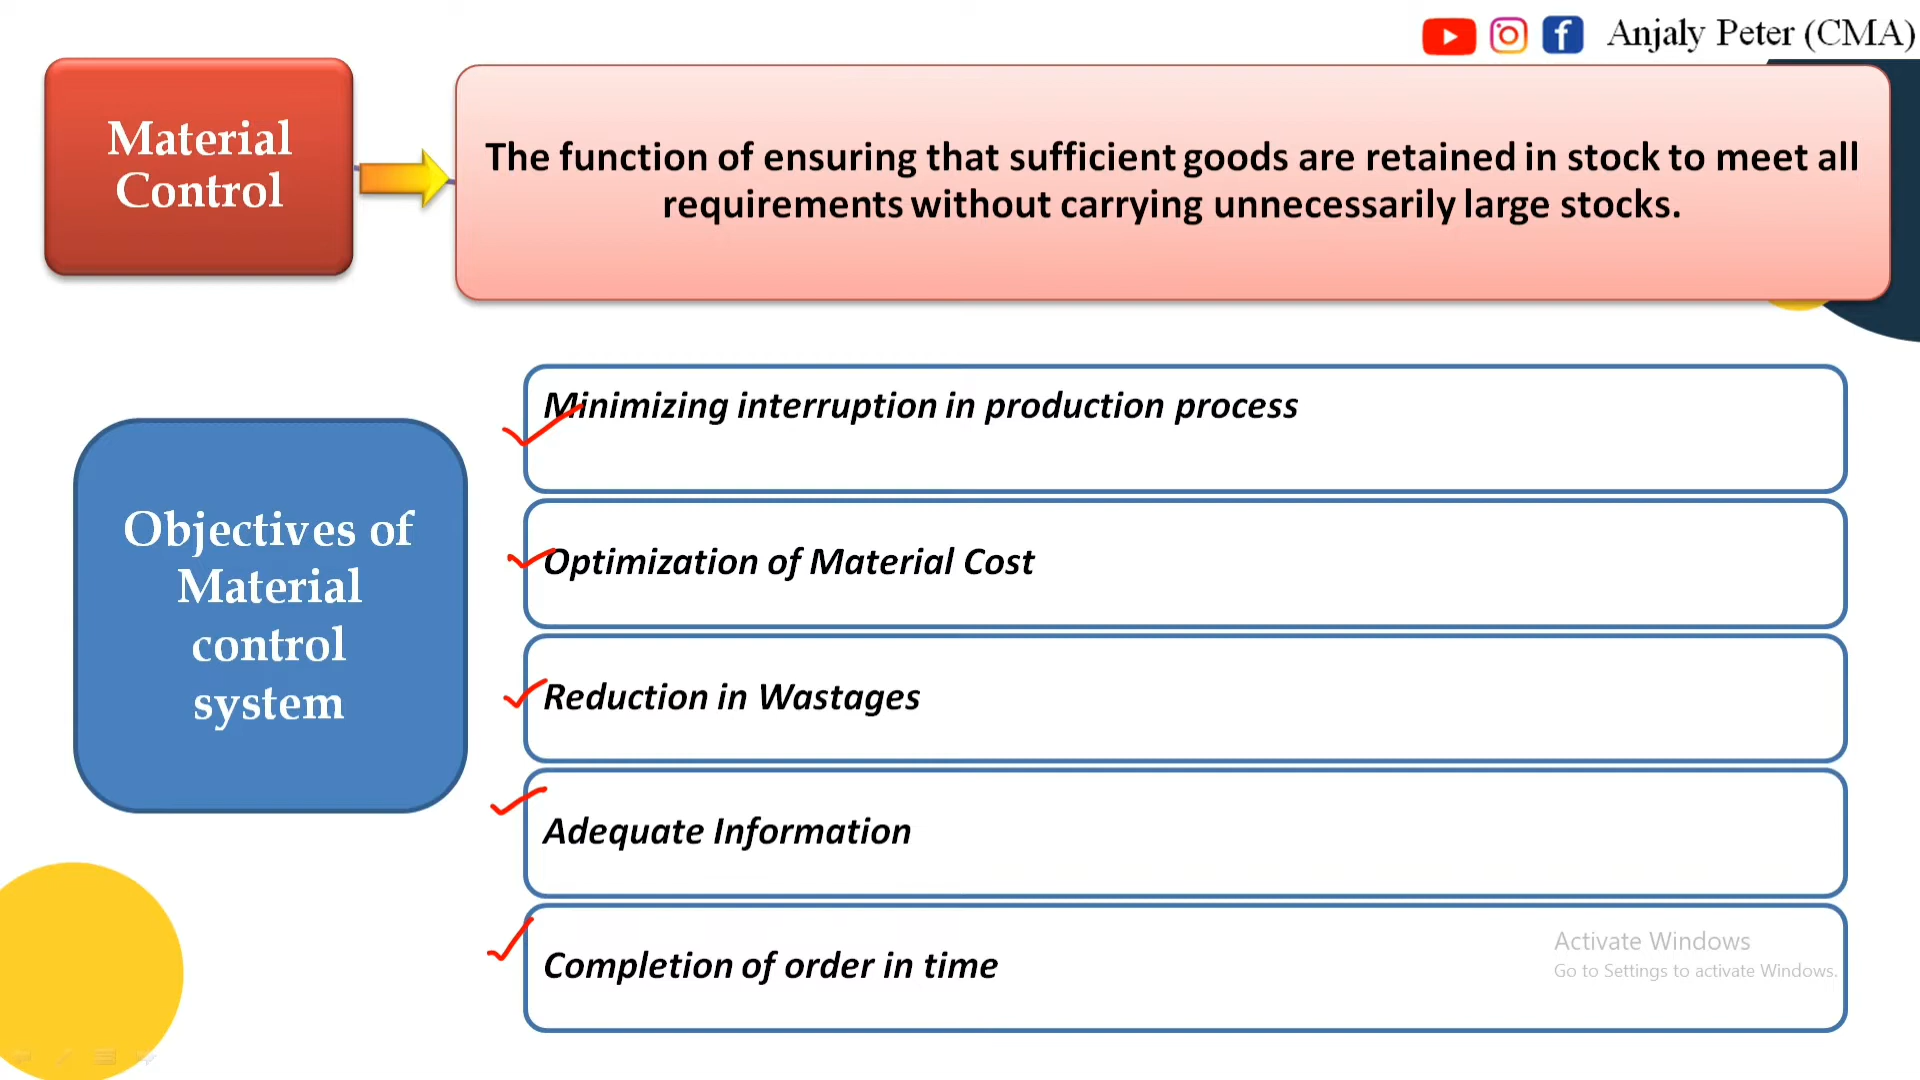 Anjaly Peter (CMA)
Material
Control
The function of ensuring that sufficient goods are retained in stock to meet all
requirements without carrying unnecessarily large stocks.
Objectives of
Material
control
system
Minimizing interruption in production process
Optimization of Material Cost
Reduction in Wastages
Adequate Information
Completion of order in time
Activate Windows
Go to Settings to activate Windows.